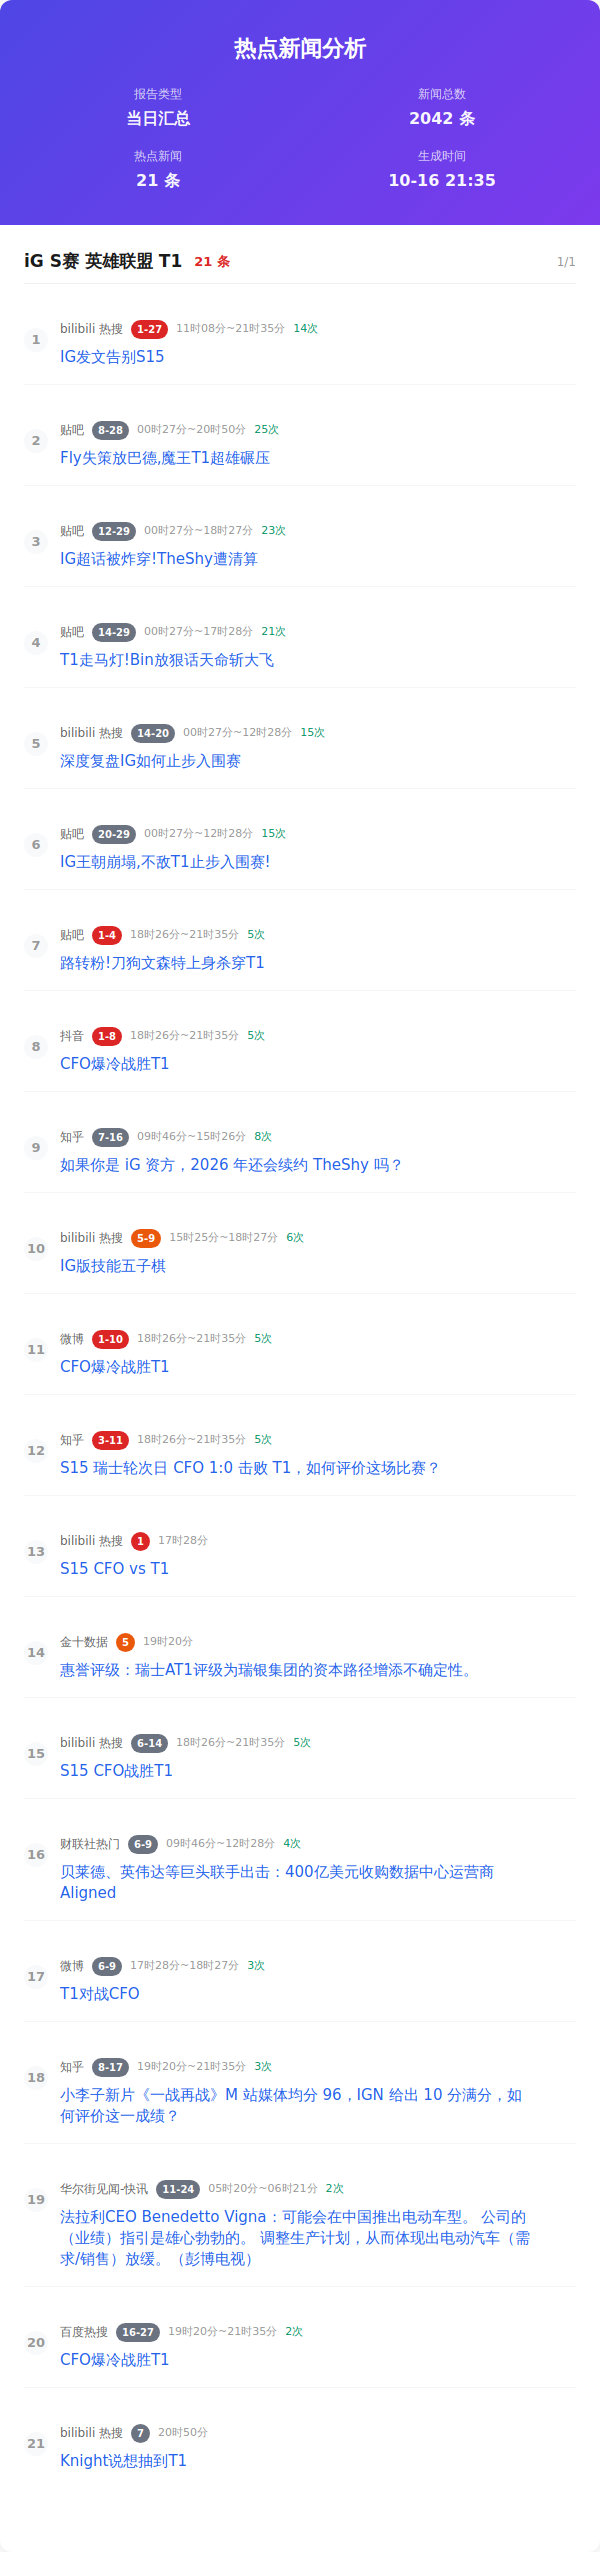 热点新闻分析
报告类型
当日汇总
新闻总数
2042 条
热点新闻
21 条
生成时间
10-16 21:35
iG S赛 英雄联盟 T1 21 条 1/1
1 bilibili 热搜 1-27 11时08分~21时35分 14次
IG发文告别S15
2 贴吧 8-28 00时27分~20时50分 25次
Fly失策放巴德,魔王T1超雄碾压
3 贴吧 12-29 00时27分~18时27分 23次
IG超话被炸穿!TheShy遭清算
4 贴吧 14-29 00时27分~17时28分 21次
T1走马灯!Bin放狠话天命斩大飞
5 bilibili 热搜 14-20 00时27分~12时28分 15次
深度复盘IG如何止步入围赛
6 贴吧 20-29 00时27分~12时28分 15次
IG王朝崩塌,不敌T1止步入围赛!
7 贴吧 1-4 18时26分~21时35分 5次
路转粉!刀狗文森特上身杀穿T1
8 抖音 1-8 18时26分~21时35分 5次
CFO爆冷战胜T1
9 知乎 7-16 09时46分~15时26分 8次
如果你是 iG 资方，2026 年还会续约 TheShy 吗？
10 bilibili 热搜 5-9 15时25分~18时27分 6次
IG版技能五子棋
11 微博 1-10 18时26分~21时35分 5次
CFO爆冷战胜T1
12 知乎 3-11 18时26分~21时35分 5次
S15 瑞士轮次日 CFO 1:0 击败 T1，如何评价这场比赛？
13 bilibili 热搜 1 17时28分
S15 CFO vs T1
14 金十数据 5 19时20分
惠誉评级：瑞士AT1评级为瑞银集团的资本路径增添不确定性。
15 bilibili 热搜 6-14 18时26分~21时35分 5次
S15 CFO战胜T1
16 财联社热门 6-9 09时46分~12时28分 4次
贝莱德、英伟达等巨头联手出击：400亿美元收购数据中心运营商
Aligned
17 微博 6-9 17时28分~18时27分 3次
T1对战CFO
18 知乎 8-17 19时20分~21时35分 3次
小李子新片《一战再战》M 站媒体均分 96，IGN 给出 10 分满分，如
何评价这一成绩？
19 华尔街见闻-快讯 11-24 05时20分~06时21分 2次
法拉利CEO Benedetto Vigna：可能会在中国推出电动车型。 公司的
（业绩）指引是雄心勃勃的。 调整生产计划，从而体现出电动汽车（需
求/销售）放缓。（彭博电视）
20 百度热搜 16-27 19时20分~21时35分 2次
CFO爆冷战胜T1
21 bilibili 热搜 7 20时50分
Knight说想抽到T1